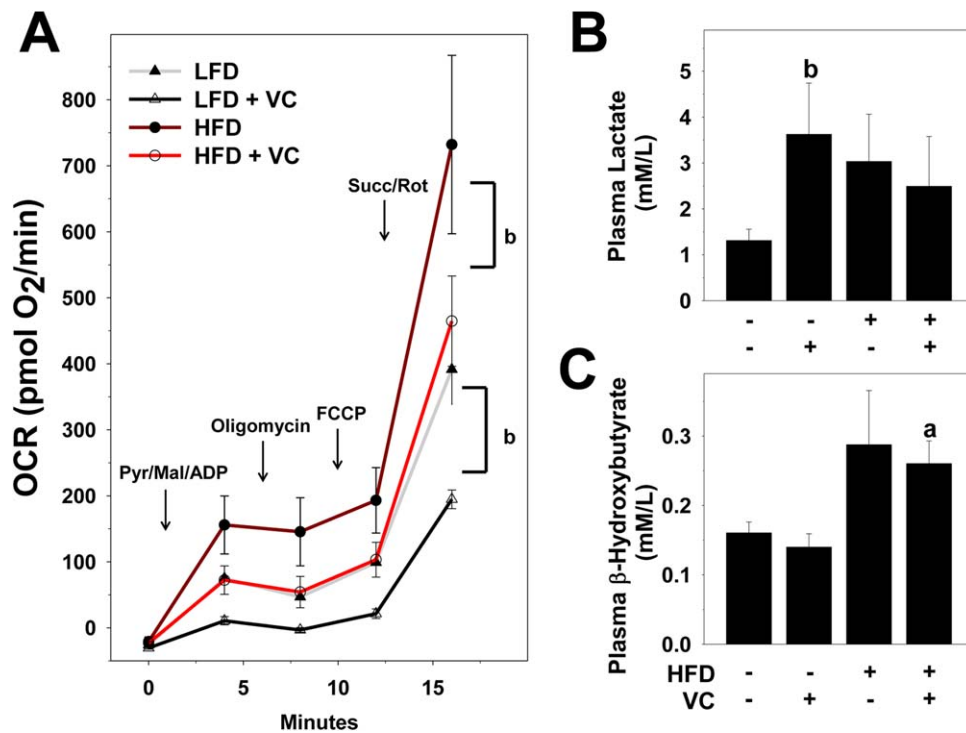 A
LFD
LFD + VC
HFD
HFD + VC
Succ/Rot
b
FCCP
Oligomycin
b
Pyr/Mal/ADP
OCR (pmol O2/min)
800
700
600
500
400
300
200
100
0
0 5 10 15
Minutes
B
b
Plasma Lactate
(mM/L)
5
4
3
2
1
0
- - + +
- + - +
C
a
Plasma β-Hydroxybutyrate
(mM/L)
0.3
0.2
0.1
0.0
HFD - - + +
VC - + - +